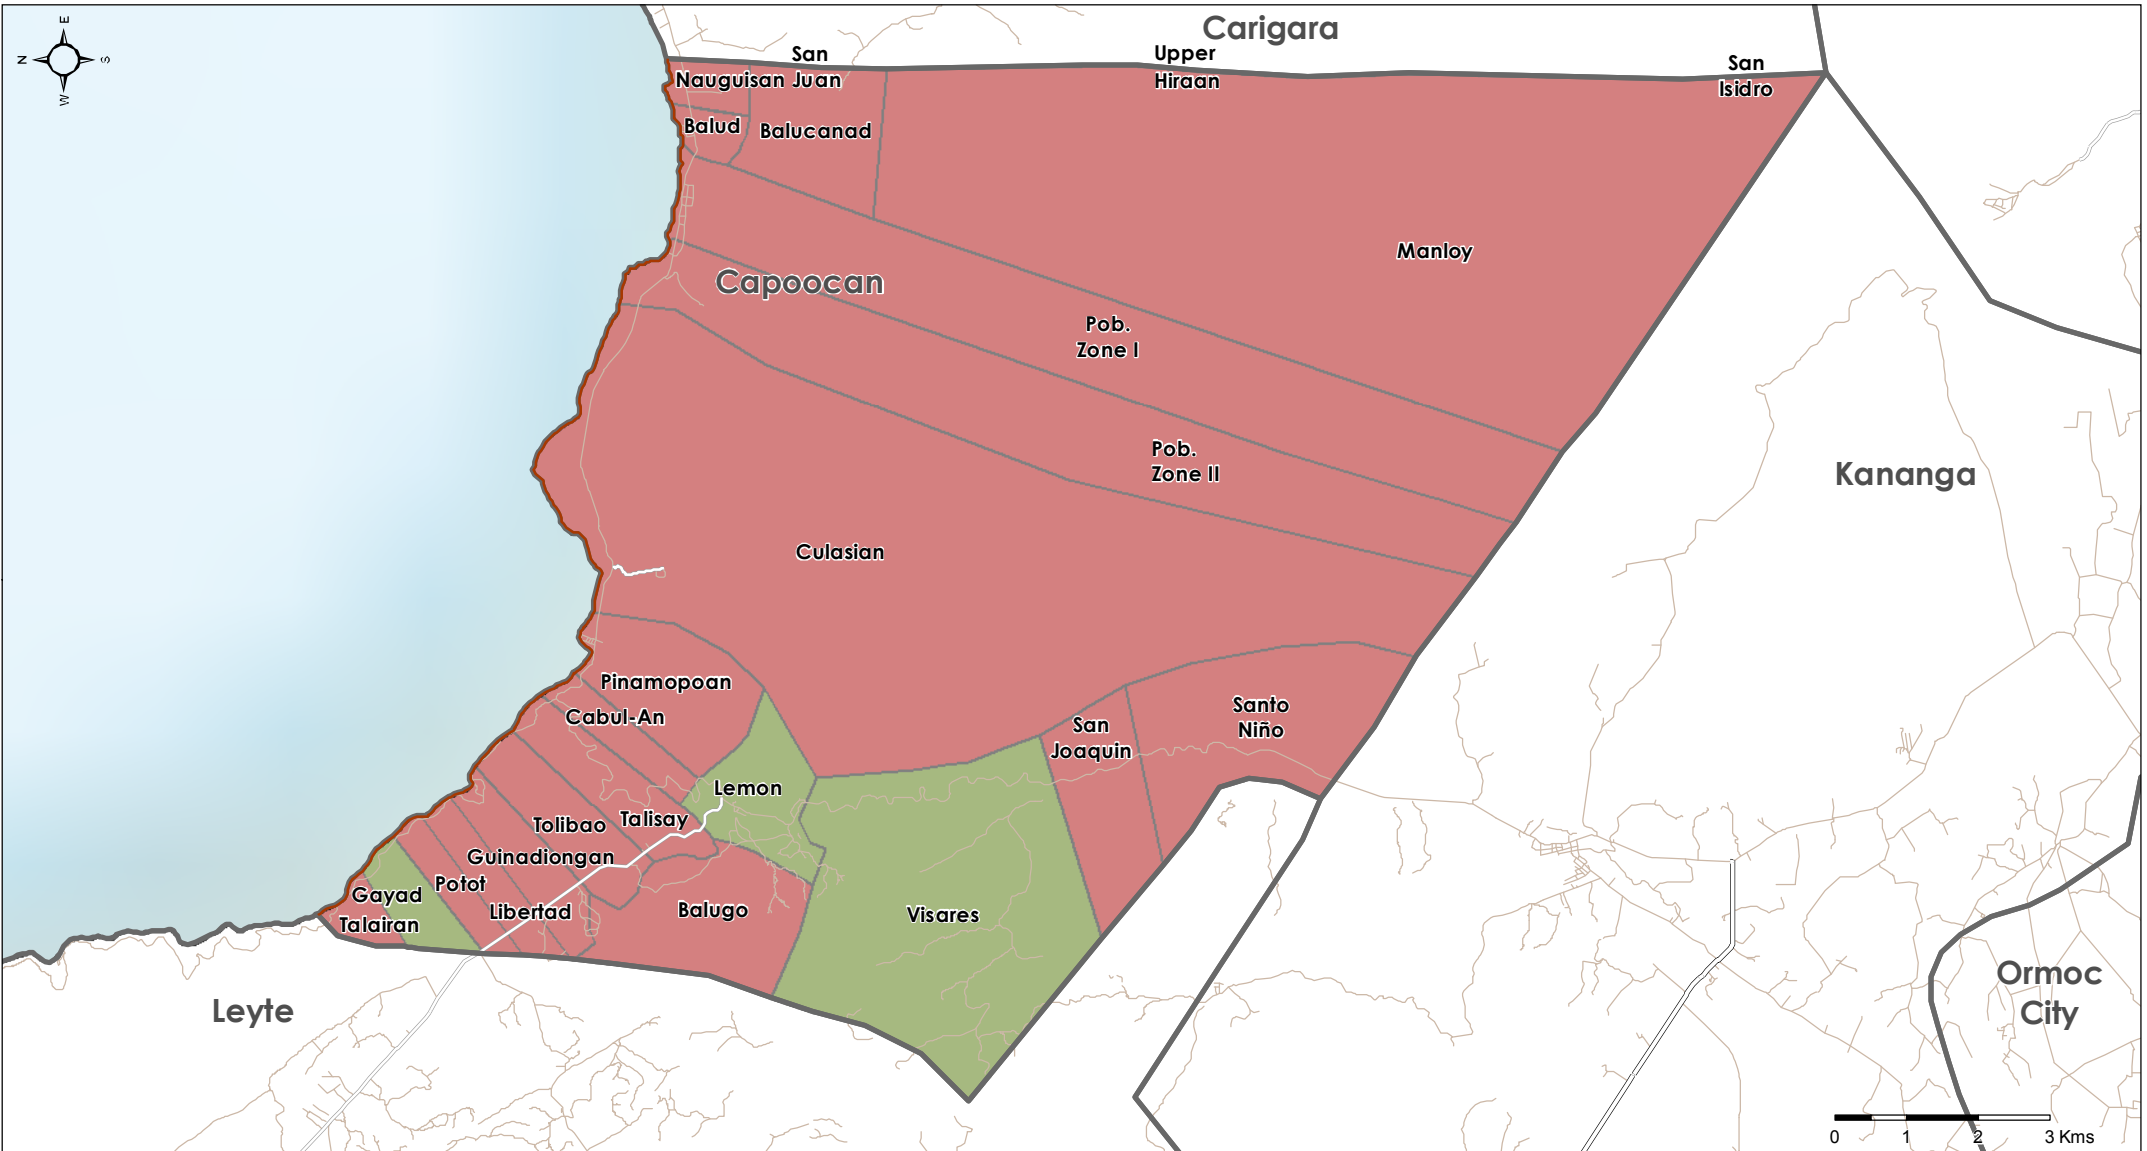 E
N
S
W
Carigara
San
Upper
San
Nauguisan Juan
Hiraan
Isidro
Balud
Balucanad
Manloy
Capoocan
Pob.
Zone I
Pob.
Zone II
Kananga
Culasian
Pinamopoan
Cabul-An
Santo
Niño
San
Joaquin
Lemon
Talisay
Tolibao
Guinadiongan
Potot
Gayad
Libertad
Balugo
Visares
Talairan
Leyte
Ormoc
City
0 1 2 3 Kms